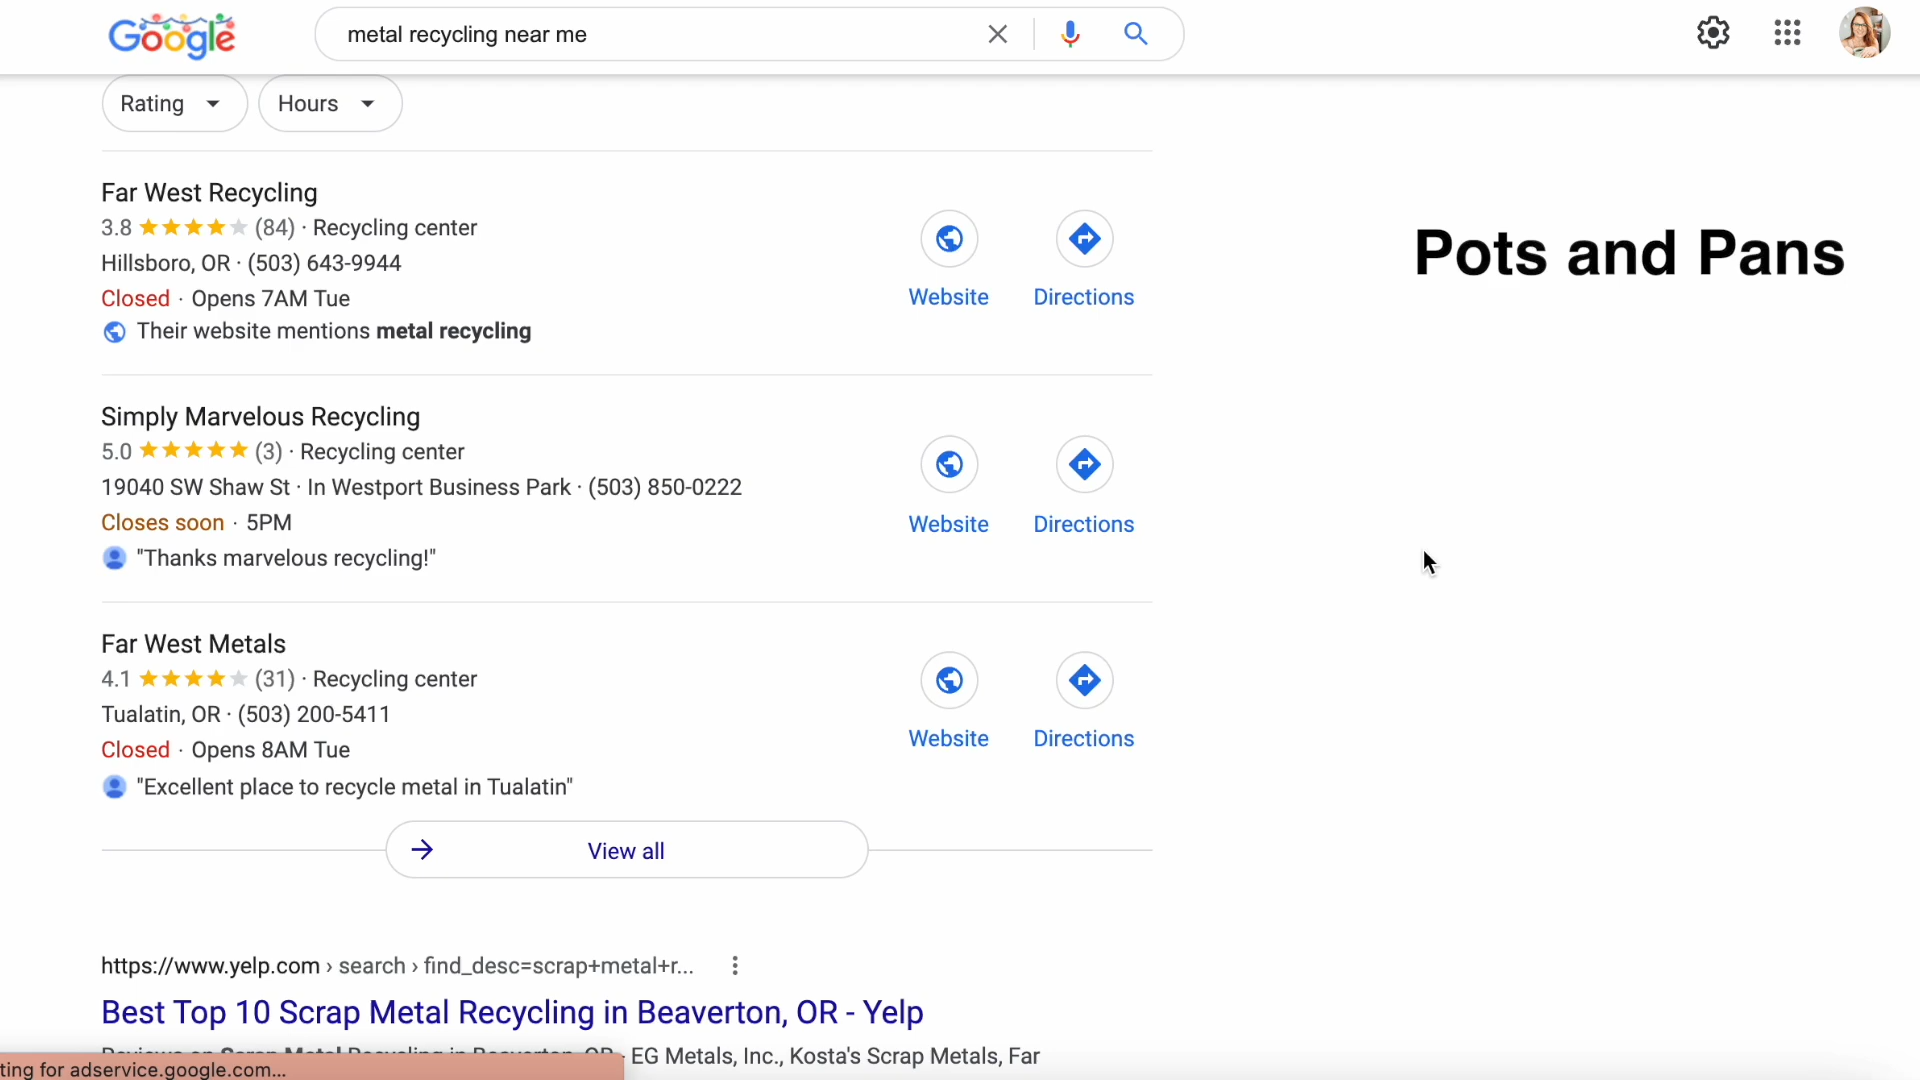 Google
metal recycling near me
Rating
Hours
Far West Recycling
3.8 (84) · Recycling center
Hillsboro, OR · (503) 643-9944
Closed · Opens 7AM Tue
Their website mentions metal recycling
Website
Directions
Pots and Pans
Simply Marvelous Recycling
5.0 (3) · Recycling center
19040 SW Shaw St · In Westport Business Park · (503) 850-0222
Closes soon · 5PM
"Thanks marvelous recycling!"
Website
Directions
Far West Metals
4.1 (31) · Recycling center
Tualatin, OR · (503) 200-5411
Closed · Opens 8AM Tue
"Excellent place to recycle metal in Tualatin"
Website
Directions
View all
https://www.yelp.com › search › find_desc=scrap+metal+r...
Best Top 10 Scrap Metal Recycling in Beaverton, OR - Yelp
Reviews on Scrap Metal Recycling in Beaverton, OR - EG Metals, Inc., Kosta's Scrap Metals, Far
ting for adservice.google.com...